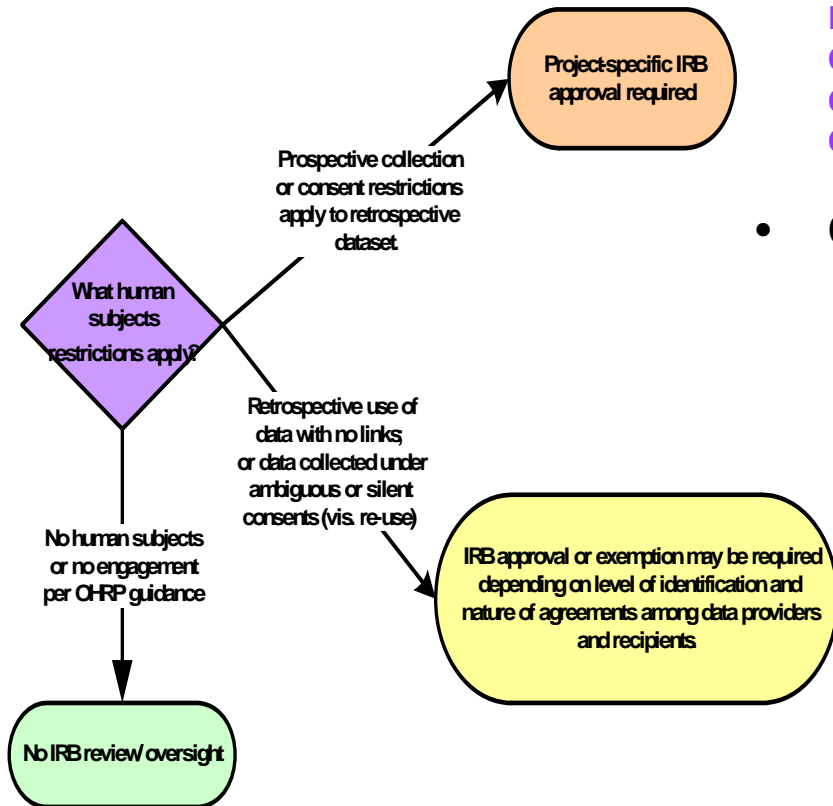 Project-specific IRB
approval required
Prospective collection
or consent restrictions
apply to retrospective
dataset.
What human
subjects
restrictions apply?
Retrospective use of
data with no links;
or data collected under
ambiguous or silent
consents (vis. re-use)
No human subjects
or no engagement
per OHRP guidance
IRB approval or exemption may be required
depending on level of identification and
nature of agreements among data providers
and recipients.
No IRB review/oversight